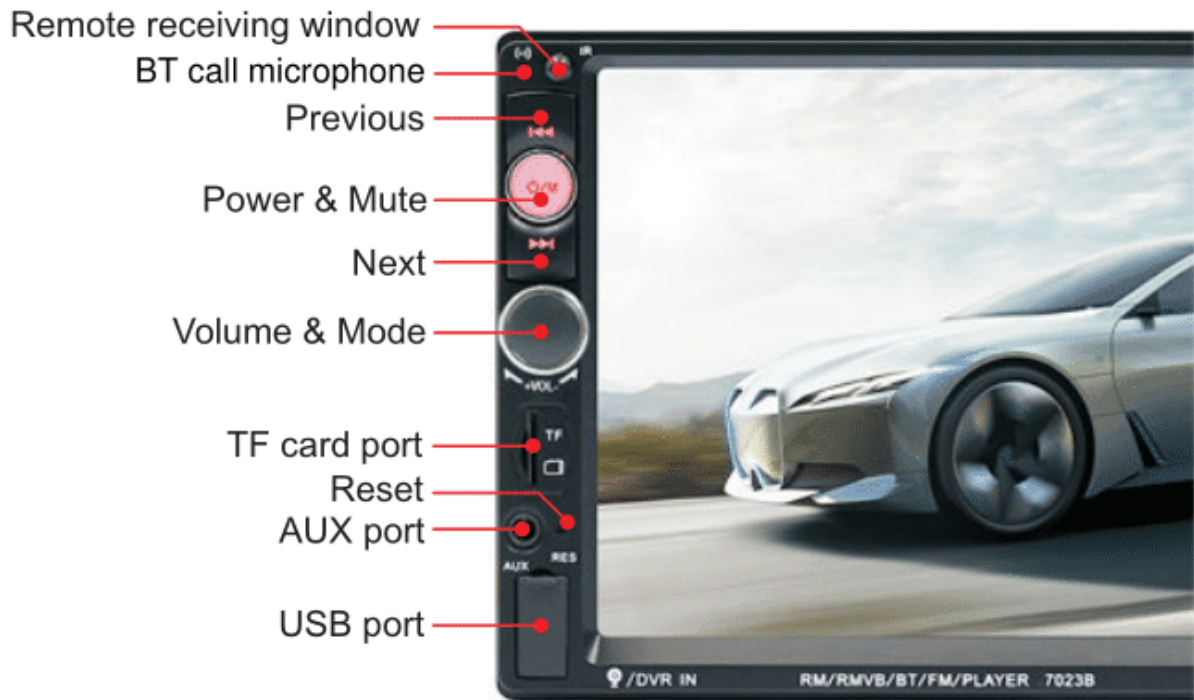 Remote receiving window
IR
BT call microphone
Previous
Power & Mute
⏻/M
Next
Volume & Mode
+VOL-
TF card port
TF
Reset
AUX port
AUX
RES
USB port
/DVR IN
RM/RMVB/BT/FM/PLAYER 7023B